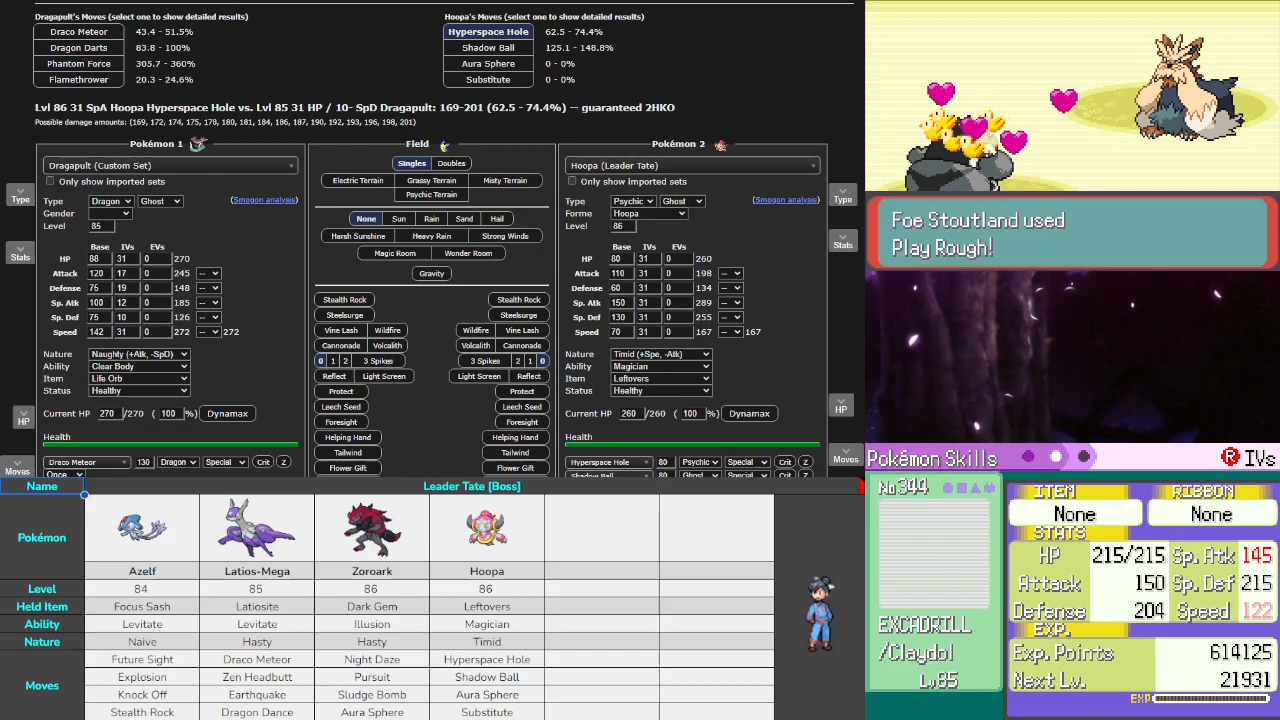 Dragapult's Moves (select one to show detailed results)
Hoopa's Moves (select one to show detailed results)
Draco Meteor 43.4 - 51.5%
Dragon Darts 83.8 - 100%
Phantom Force 305.7 - 360%
Flamethrower 20.3 - 24.6%
Hyperspace Hole 62.5 - 74.4%
Shadow Ball 125.1 - 148.8%
Aura Sphere 0 - 0%
Substitute 0 - 0%
Lvl 86 31 SpA Hoopa Hyperspace Hole vs. Lvl 85 31 HP / 10- SpD Dragapult: 169-201 (62.5 - 74.4%) -- guaranteed 2HKO
Possible damage amounts: (169, 172, 174, 175, 178, 180, 181, 184, 186, 187, 190, 192, 193, 196, 198, 201)
Pokémon 1
Dragapult (Custom Set)
Only show imported sets
Type Dragon Ghost
(Smogon analysis)
Gender
Level 85
Base IVs EVs
HP 88 31 0 270
Attack 120 17 0 245 --
Defense 75 19 0 148 --
Sp. Atk 100 12 0 185 --
Sp. Def 75 10 0 126 --
Speed 142 31 0 272 -- 272
Nature Naughty (+Atk, -SpD)
Ability Clear Body
Item Life Orb
Status Healthy
Current HP 270 /270 ( 100 %) Dynamax
Health
Draco Meteor 130 Dragon Special Crit Z
Once
Type
Stats
HP
Moves
Field
Singles Doubles
Electric Terrain Grassy Terrain Misty Terrain
Psychic Terrain
None Sun Rain Sand Hail
Harsh Sunshine Heavy Rain Strong Winds
Magic Room Wonder Room
Gravity
Stealth Rock Stealth Rock
Steelsurge Steelsurge
Vine Lash Wildfire Wildfire Vine Lash
Cannonade Volcalith Volcalith Cannonade
0 1 2 3 Spikes 3 Spikes 2 1 0
Reflect Light Screen Light Screen Reflect
Protect Protect
Leech Seed Leech Seed
Foresight Foresight
Helping Hand Helping Hand
Tailwind Tailwind
Flower Gift Flower Gift
Pokémon 2
Hoopa (Leader Tate)
Only show imported sets
Type Psychic Ghost
(Smogon analysis)
Forme Hoopa
Level 86
Base IVs EVs
HP 80 31 0 260
Attack 110 31 0 198 --
Defense 60 31 0 134 --
Sp. Atk 150 31 0 289 --
Sp. Def 130 31 0 255 --
Speed 70 31 0 167 -- 167
Nature Timid (+Spe, -Atk)
Ability Magician
Item Leftovers
Status Healthy
Current HP 260 /260 ( 100 %) Dynamax
Health
Hyperspace Hole 80 Psychic Special Crit Z
Type
Stats
HP
Moves
Name Leader Tate [Boss]
Pokémon Azelf Latios-Mega Zoroark Hoopa
Level 84 85 86 86
Held Item Focus Sash Latiosite Dark Gem Leftovers
Ability Levitate Levitate Illusion Magician
Nature Naive Hasty Hasty Timid
Moves
Future Sight Draco Meteor Night Daze Hyperspace Hole
Explosion Zen Headbutt Pursuit Shadow Ball
Knock Off Earthquake Sludge Bomb Aura Sphere
Stealth Rock Dragon Dance Aura Sphere Substitute
Foe Stoutland used
Play Rough!
Pokémon Skills
R IVs
No344
EXCADRILL
/Claydol
Lv85
ITEM RIBBON
None None
STATS
HP 215/215 Sp. Atk 145
Attack 150 Sp. Def 215
Defense 204 Speed 122
EXP.
Exp. Points 614125
Next Lv. 21931
EXP